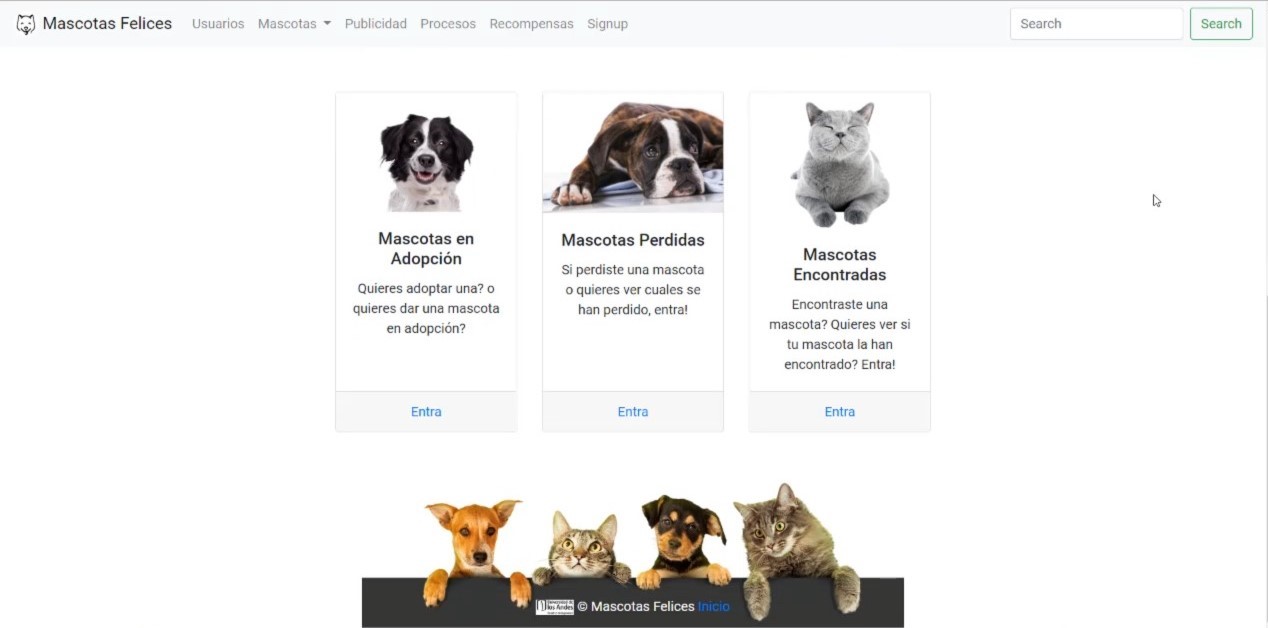 Mascotas Felices Usuarios Mascotas Publicidad Procesos Recompensas Signup Search Search
Mascotas en
Adopción
Quieres adoptar una? o
quieres dar una mascota
en adopción?
Entra
Mascotas Perdidas
Si perdiste una mascota
o quieres ver cuales se
han perdido, entra!
Entra
Mascotas
Encontradas
Encontraste una
mascota? Quieres ver si
tu mascota la han
encontrado? Entra!
Entra
los Andes
© Mascotas Felices Inicio